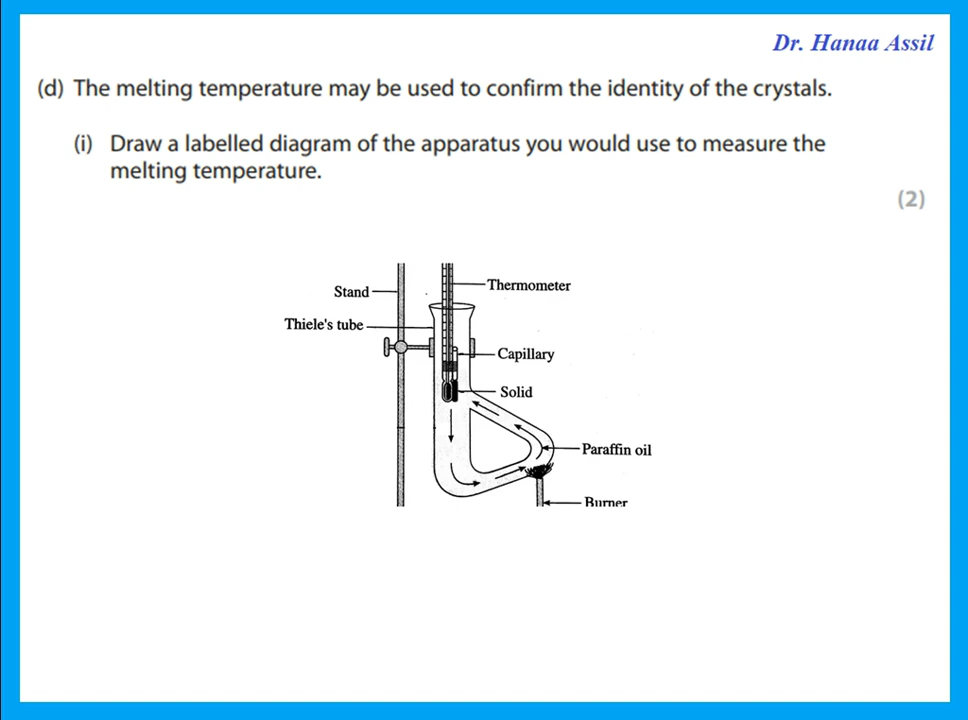 Dr. Hanaa Assil
(d) The melting temperature may be used to confirm the identity of the crystals.
(i) Draw a labelled diagram of the apparatus you would use to measure the
melting temperature.
(2)
Thermometer
Stand
Thiele's tube
Capillary
Solid
Paraffin oil
Burner